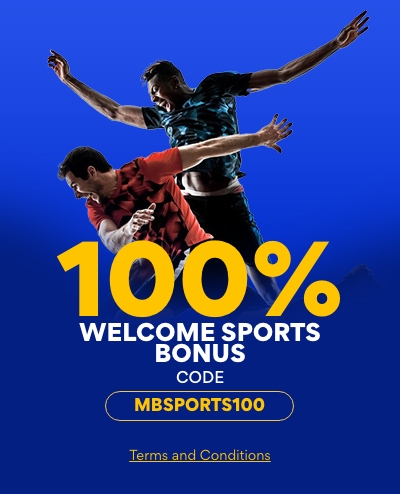 100%
WELCOME SPORTS
BONUS
CODE
MBSPORTS100
Terms and Conditions